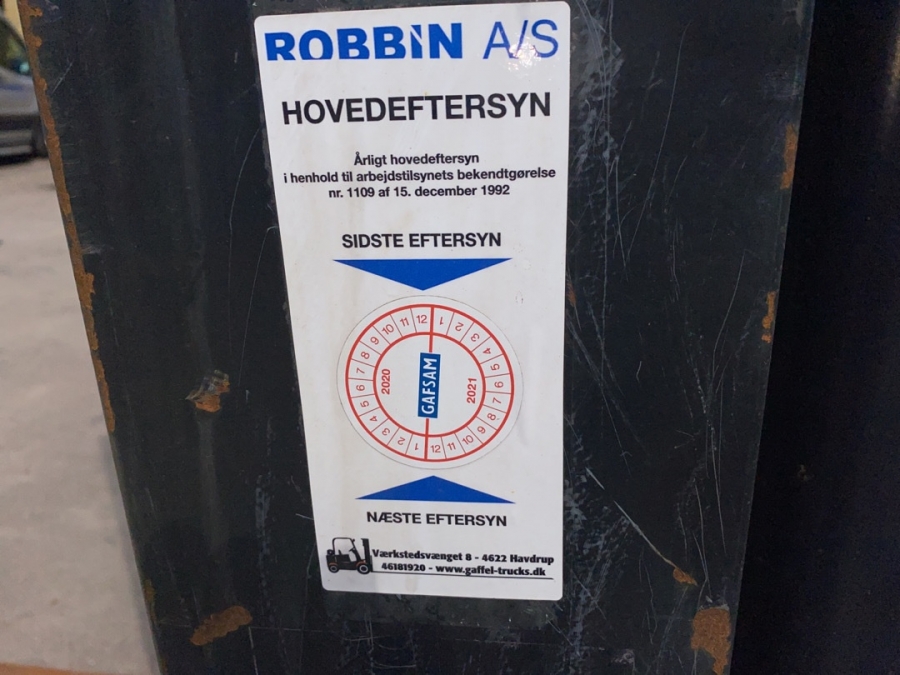 ROBBIN A/S
HOVEDEFTERSYN
Årligt hovedeftersyn
i henhold til arbejdstilsynets bekendtgørelse
nr. 1109 af 15. december 1992
SIDSTE EFTERSYN
1 2 3 4 5 6 7 8 9 10 11 12
2020
GAFSAM
2021
1 2 3 4 5 6 7 8 9 10 11 12
NÆSTE EFTERSYN
Værkstedsvænget 8 - 4622 Havdrup
46181920 - www.gaffel-trucks.dk